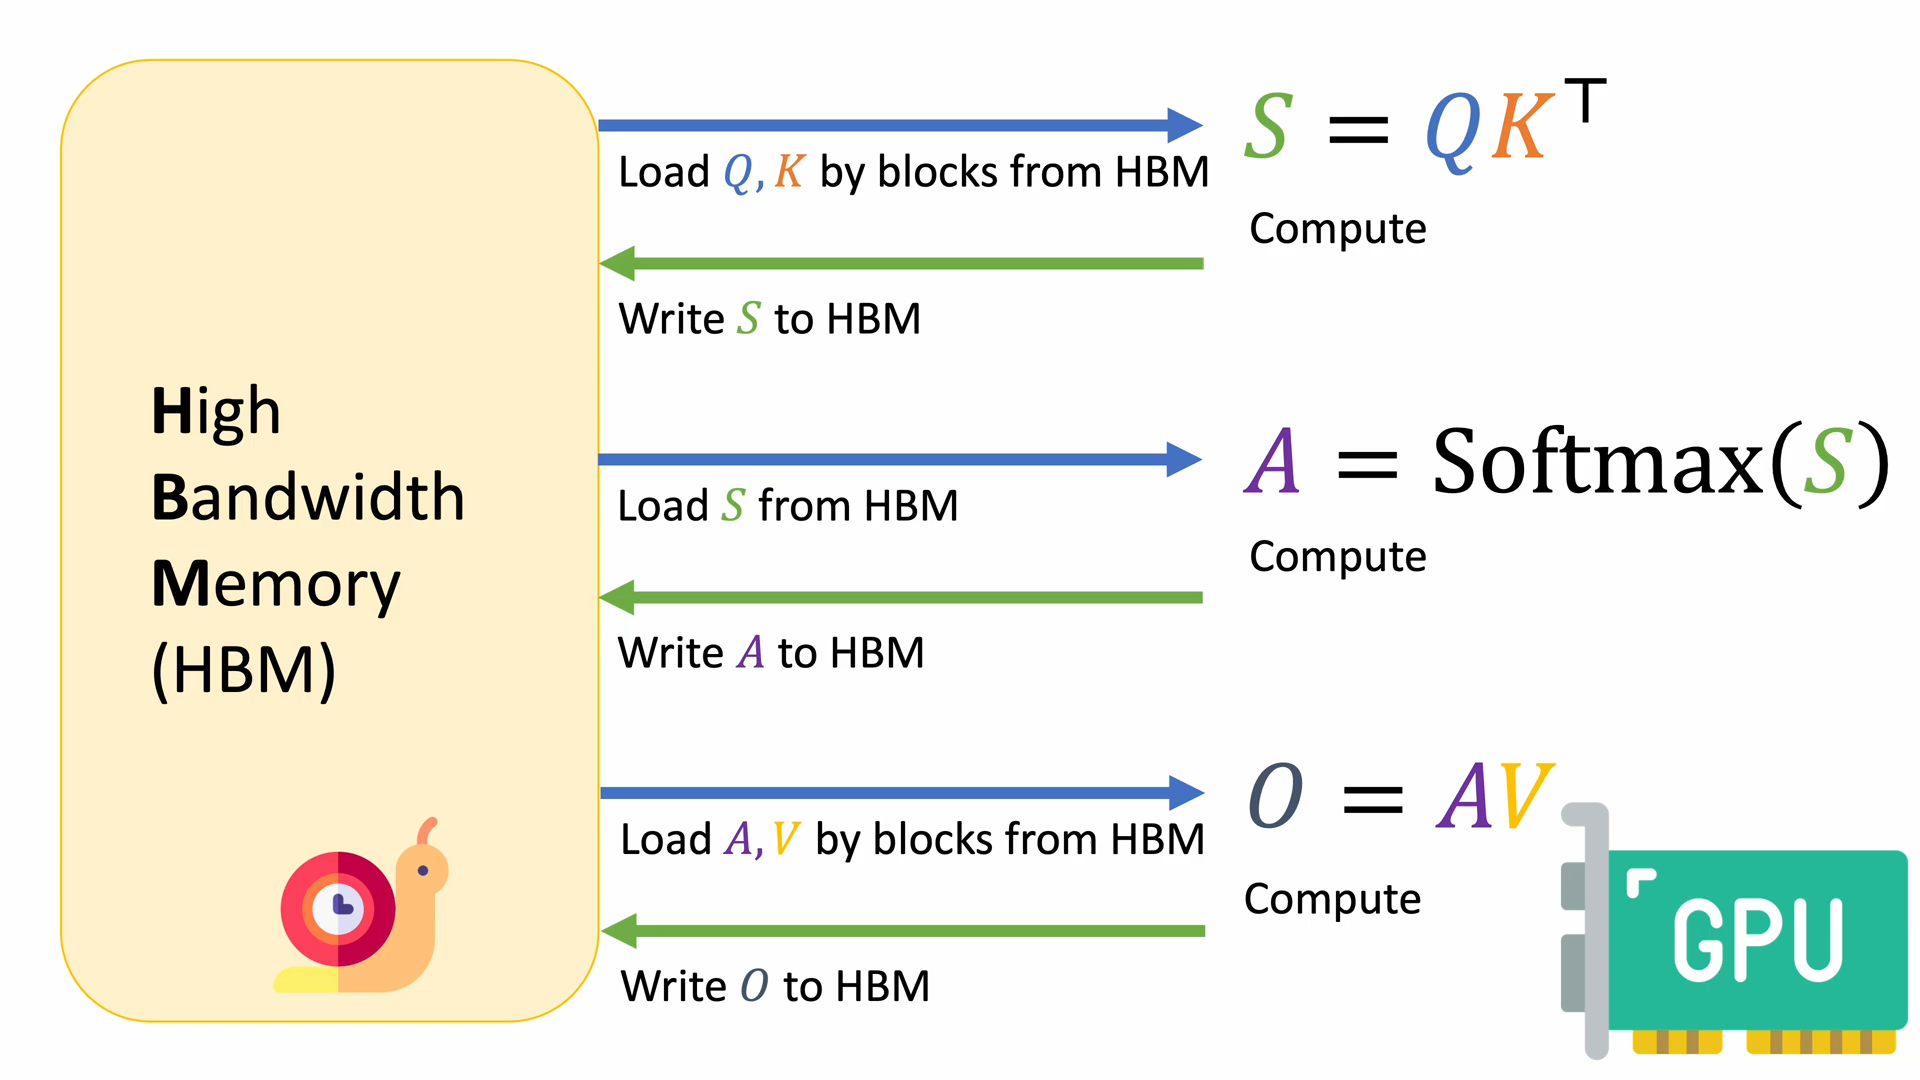 S = QK⊤
Load Q, K by blocks from HBM
Compute
Write S to HBM
High
Bandwidth
Memory
(HBM)
A = Softmax(S)
Load S from HBM
Compute
Write A to HBM
O = AV
Load A, V by blocks from HBM
Compute
Write O to HBM
GPU